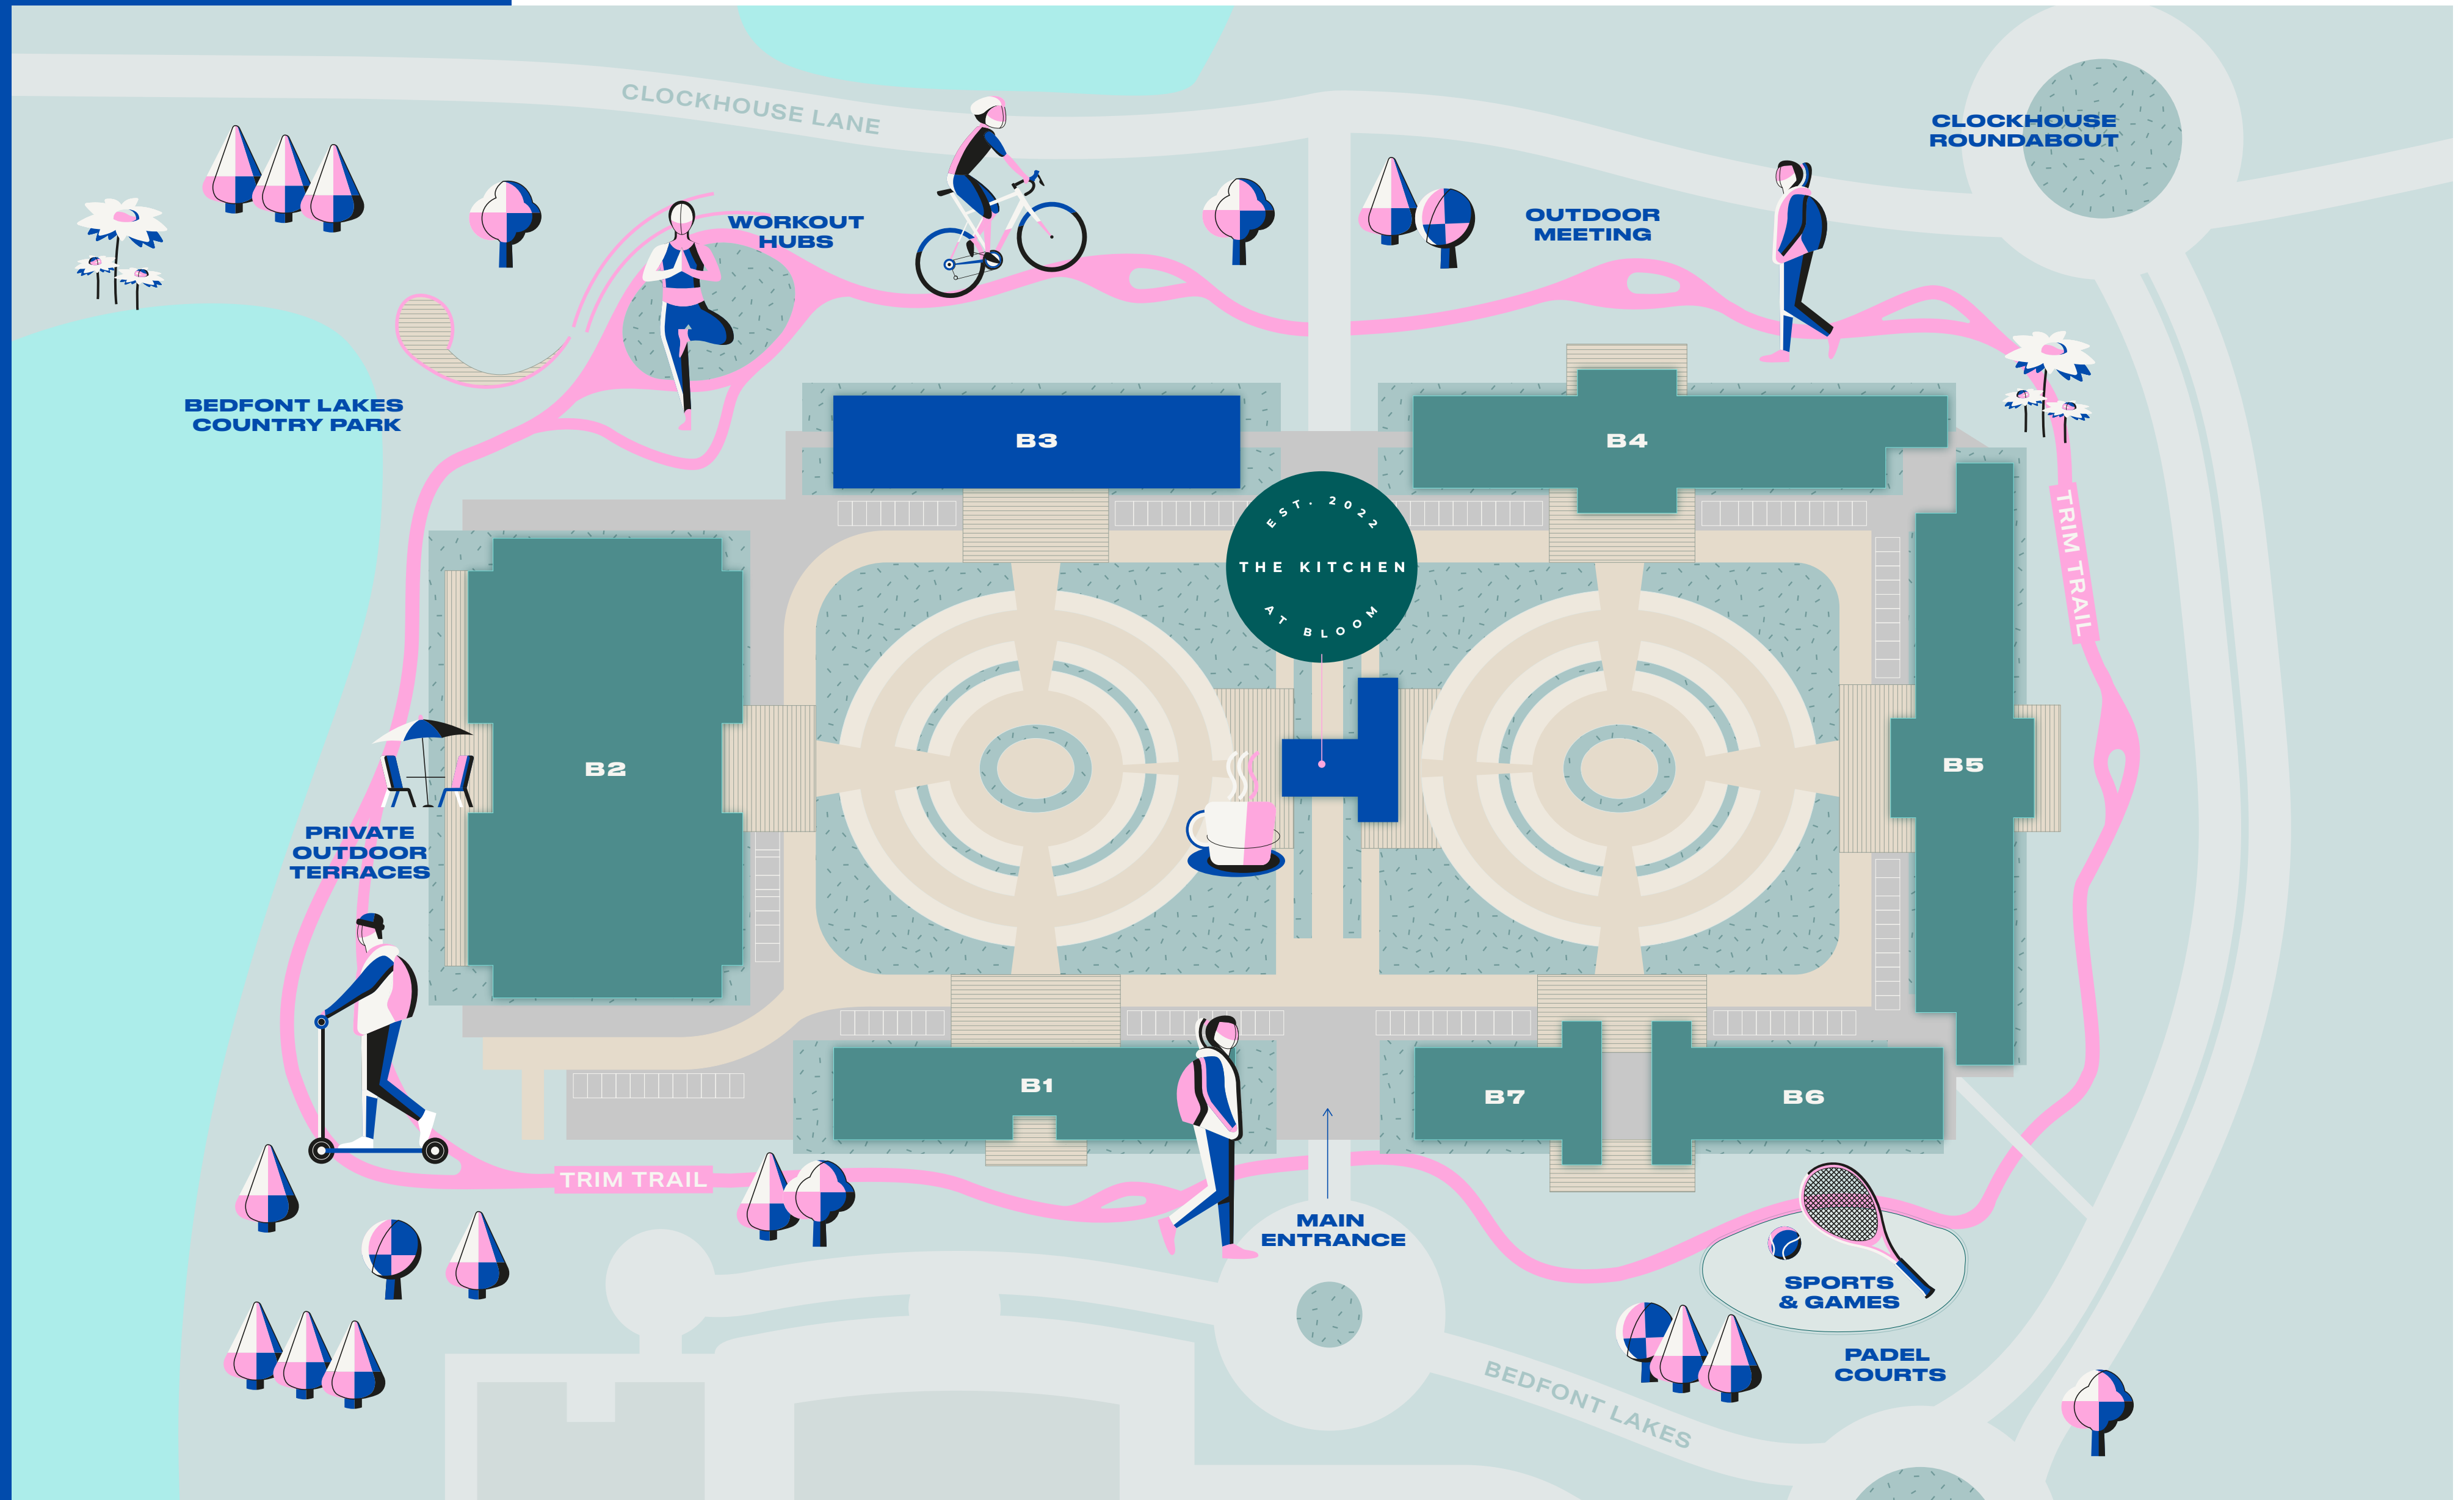 CLOCKHOUSE LANE
CLOCKHOUSE
ROUNDABOUT
WORKOUT
HUBS
OUTDOOR
MEETING
BEDFONT LAKES
COUNTRY PARK
B3
B4
EST. 2022
THE KITCHEN
AT BLOOM
TRIM TRAIL
B2
B5
PRIVATE
OUTDOOR
TERRACES
B1
B7
B6
TRIM TRAIL
MAIN
ENTRANCE
SPORTS
& GAMES
PADEL
COURTS
BEDFONT LAKES